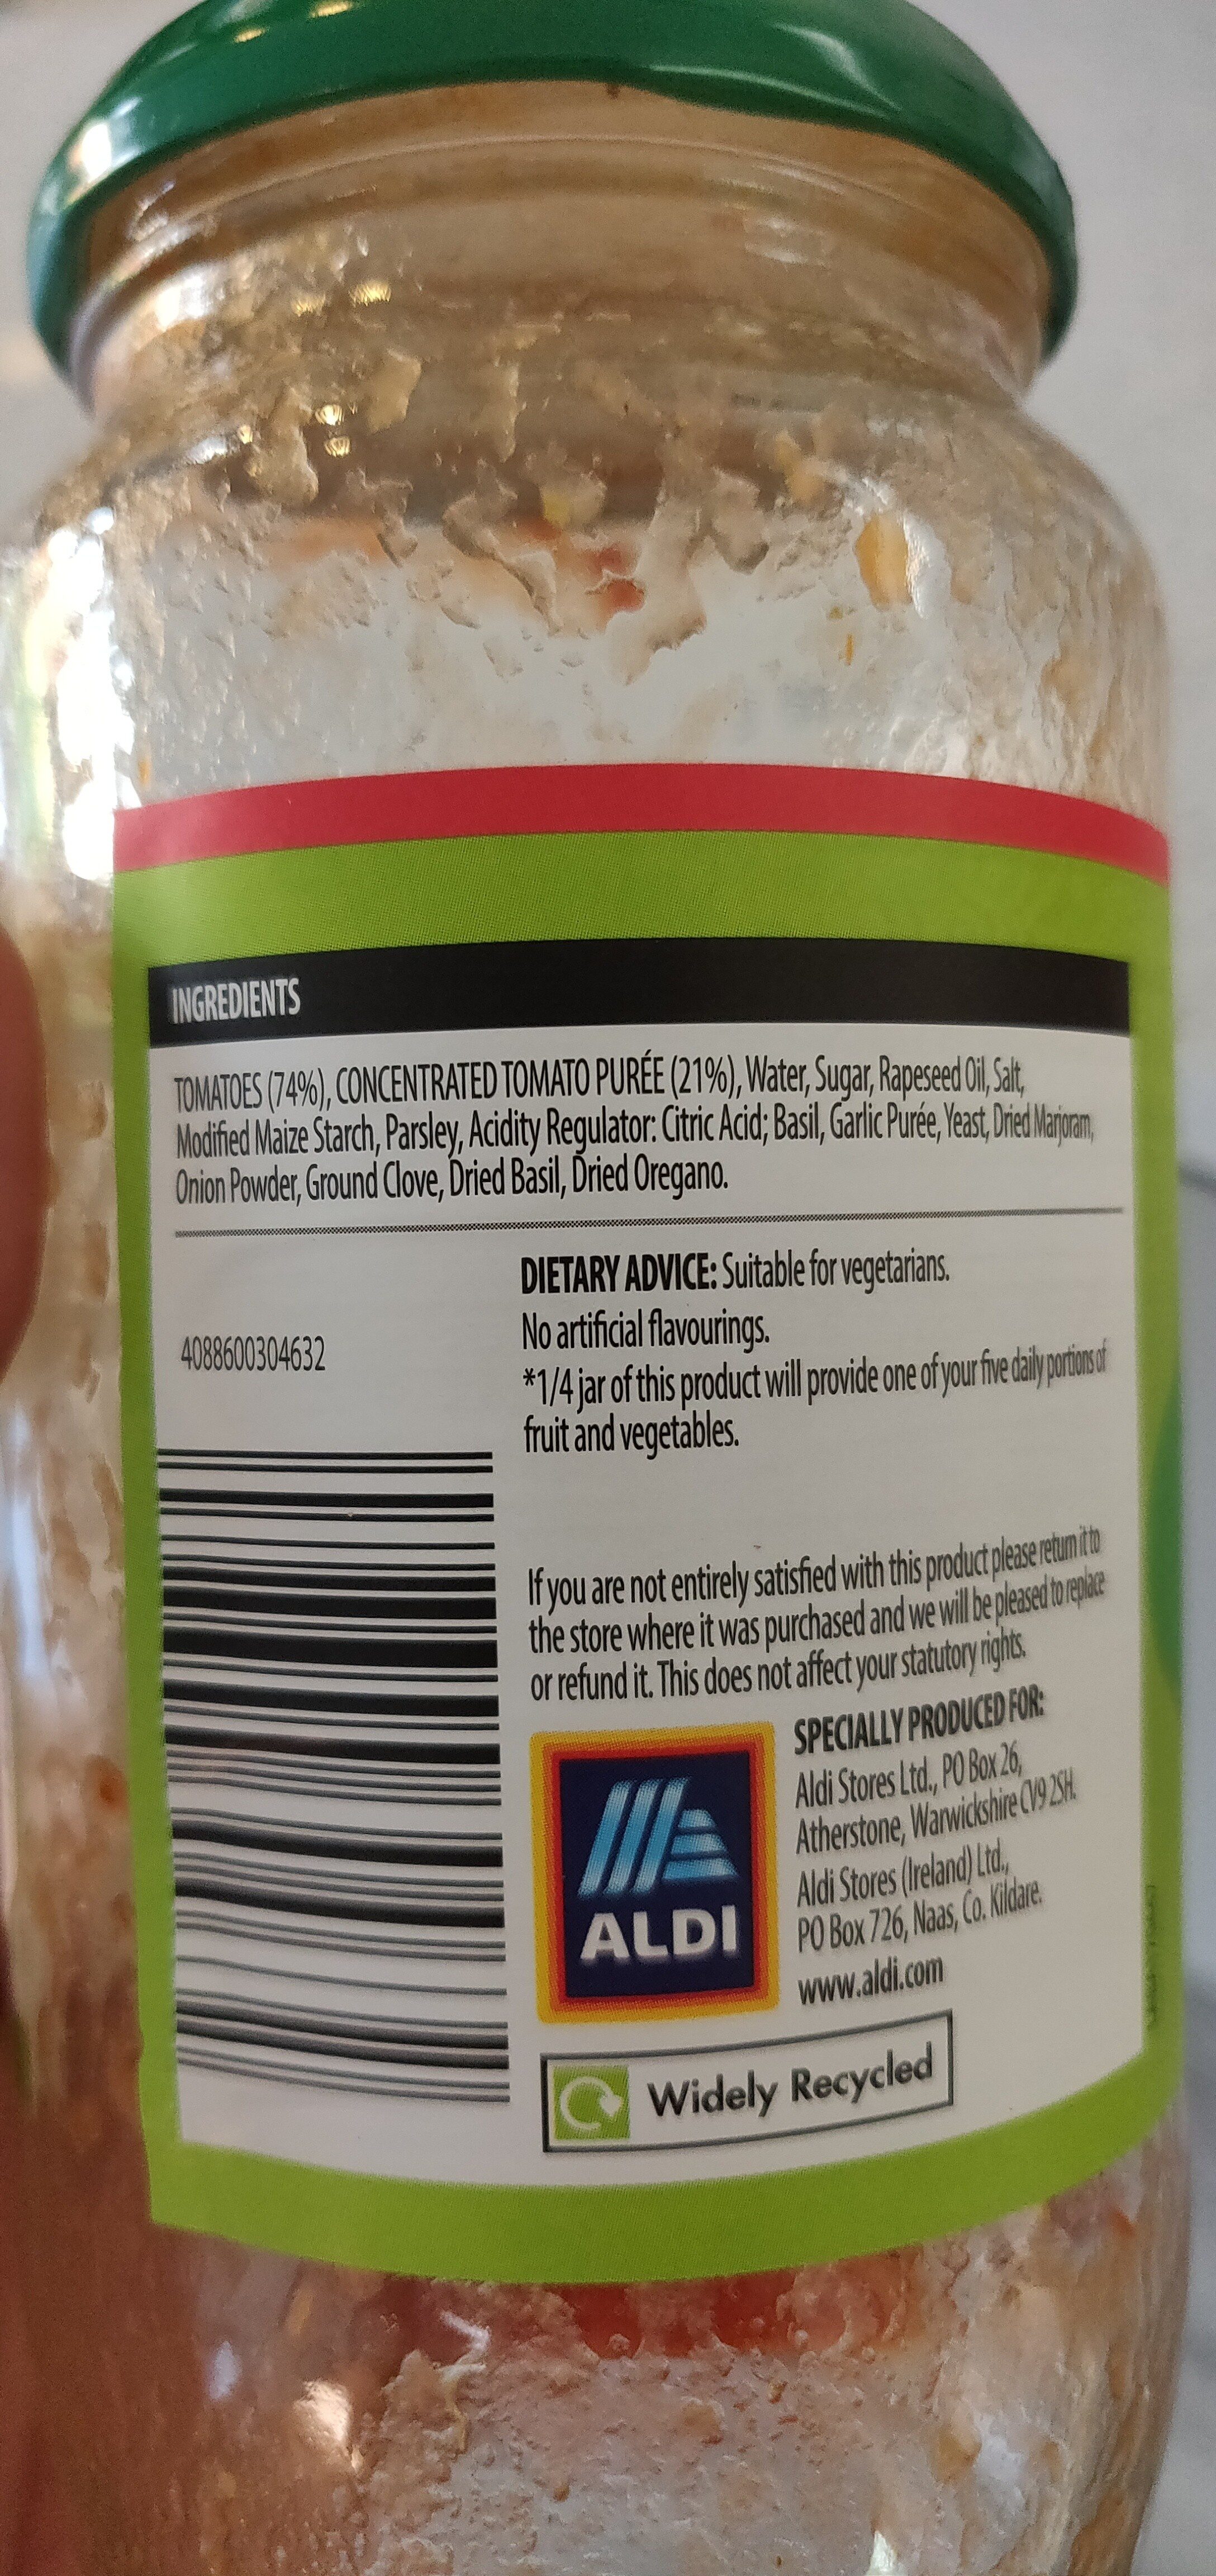 INGREDIENTS
TOMATOES (74%), CONCENTRATED TOMATO PURÉE (21%), Water, Sugar, Rapeseed Oil, Salt,
Modified Maize Starch, Parsley, Acidity Regulator: Citric Acid; Basil, Garlic Purée, Yeast, Dried Marjoram,
Onion Powder, Ground Clove, Dried Basil, Dried Oregano.
DIETARY ADVICE: Suitable for vegetarians.
No artificial flavourings.
*1/4 jar of this product will provide one of your five daily portions of
fruit and vegetables.
4088600304632
If you are not entirely satisfied with this product please return it to
the store where it was purchased and we will be pleased to replace
or refund it. This does not affect your statutory rights.
ALDI
SPECIALLY PRODUCED FOR:
Aldi Stores Ltd., PO Box 26,
Atherstone, Warwickshire CV9 2SH.
Aldi Stores (Ireland) Ltd.,
PO Box 726, Naas, Co. Kildare.
www.aldi.com
Widely Recycled